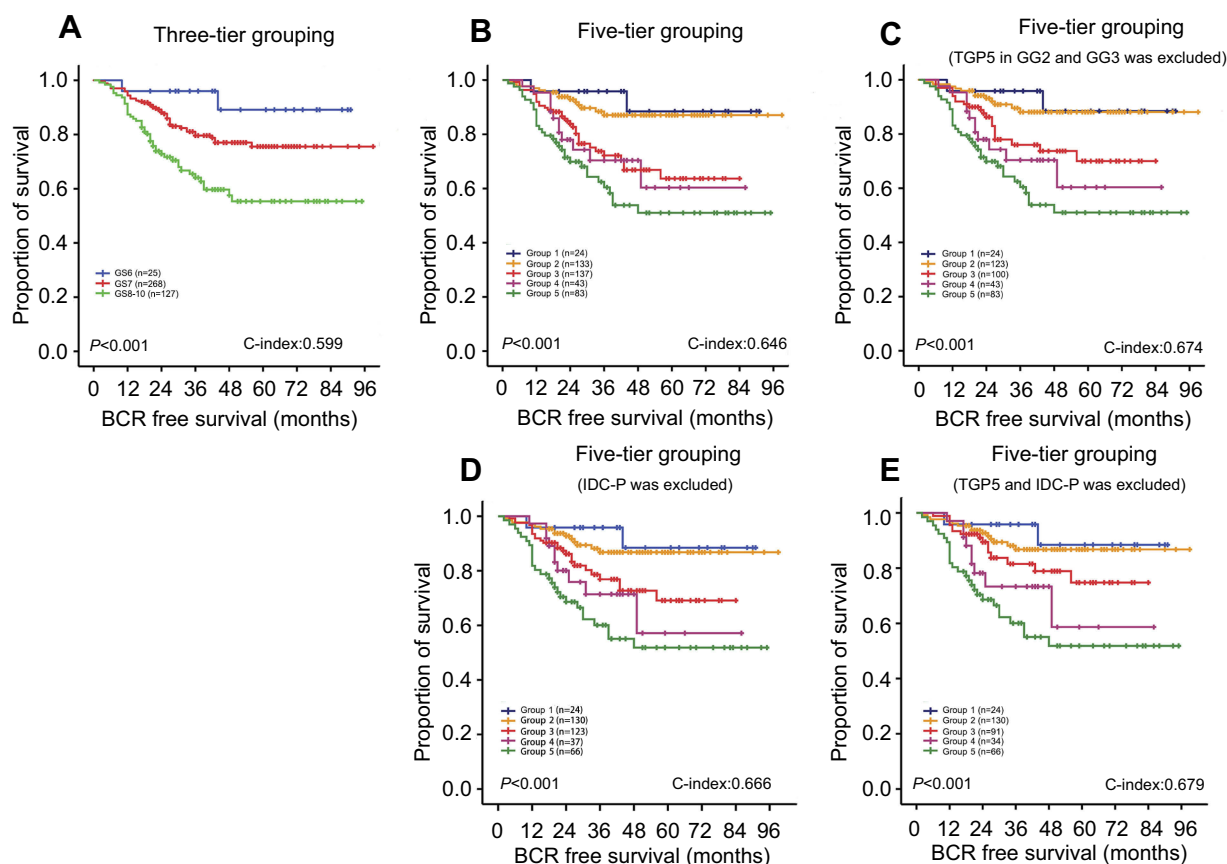 A
Three-tier grouping
Proportion of survival
1.0
0.8
0.6
0.4
0.2
0.0
GS6 (n=25)
GS7 (n=268)
GS8-10 (n=127)
P<0.001
C-index:0.599
0 12 24 36 48 60 72 84 96
BCR free survival (months)
B
Five-tier grouping
Proportion of survival
1.0
0.8
0.6
0.4
0.2
0.0
Group 1 (n=24)
Group 2 (n=133)
Group 3 (n=137)
Group 4 (n=43)
Group 5 (n=83)
P<0.001
C-index:0.646
0 12 24 36 48 60 72 84 96
BCR free survival (months)
C
Five-tier grouping
(TGP5 in GG2 and GG3 was excluded)
Proportion of survival
1.0
0.8
0.6
0.4
0.2
0.0
Group 1 (n=24)
Group 2 (n=123)
Group 3 (n=100)
Group 4 (n=43)
Group 5 (n=83)
P<0.001
C-index:0.674
0 12 24 36 48 60 72 84 96
BCR free survival (months)
D
Five-tier grouping
(IDC-P was excluded)
Proportion of survival
1.0
0.8
0.6
0.4
0.2
0.0
Group 1 (n=24)
Group 2 (n=130)
Group 3 (n=123)
Group 4 (n=37)
Group 5 (n=66)
P<0.001
C-index:0.666
0 12 24 36 48 60 72 84 96
BCR free survival (months)
E
Five-tier grouping
(TGP5 and IDC-P was excluded)
Proportion of survival
1.0
0.8
0.6
0.4
0.2
0.0
Group 1 (n=24)
Group 2 (n=130)
Group 3 (n=91)
Group 4 (n=34)
Group 5 (n=66)
P<0.001
C-index:0.679
0 12 24 36 48 60 72 84 96
BCR free survival (months)